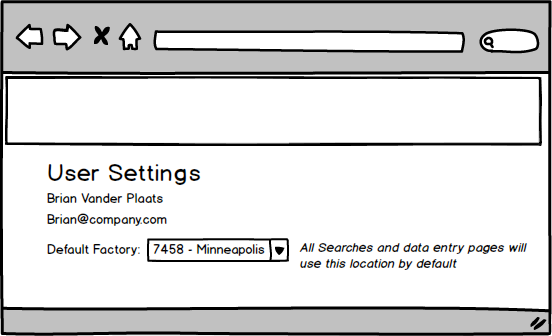 User Settings
Brian Vander Plaats
Brian@company.com
Default Factory: 7458 - Minneapolis All Searches and data entry pages will
use this location by default